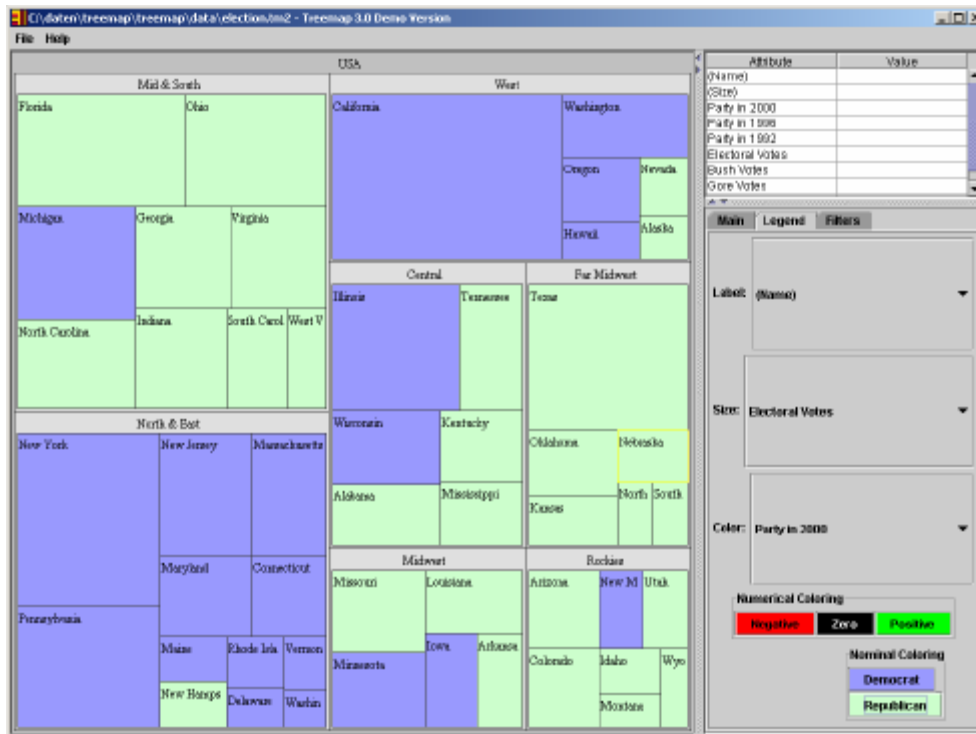 C:\daten\treemap\treemap\data\election.tm2 - Treemap 3.0 Demo Version
File Help
USA
Mid & South
Florida
Ohio
Michigan
Georgia
Virginia
North Carolina
Indiana
South Carol
West V
North & East
New York
New Jersey
Massachusetts
Maryland
Connecticut
Pennsylvania
Maine
Rhode Isla
Vermon
New Hamps
Delaware
Washin
West
California
Washington
Oregon
Nevada
Hawaii
Alaska
Central
Illinois
Tennessee
Wisconsin
Kentucky
Alabama
Mississippi
Far Midwest
Texas
Oklahoma
Nebraska
Kansas
North
South
Midwest
Missouri
Louisiana
Minnesota
Iowa
Arkansa
Rockies
Arizona
New M
Utah
Colorado
Idaho
Wyo
Montana
Attribute Value
(Name)
(Size)
Party in 2000
Party in 1996
Party in 1992
Electoral Votes
Bush Votes
Gore Votes
Main Legend Filters
Label: (Name)
Size: Electoral Votes
Color: Party in 2000
Numerical Coloring
Negative Zero Positive
Nominal Coloring
Democrat
Republican